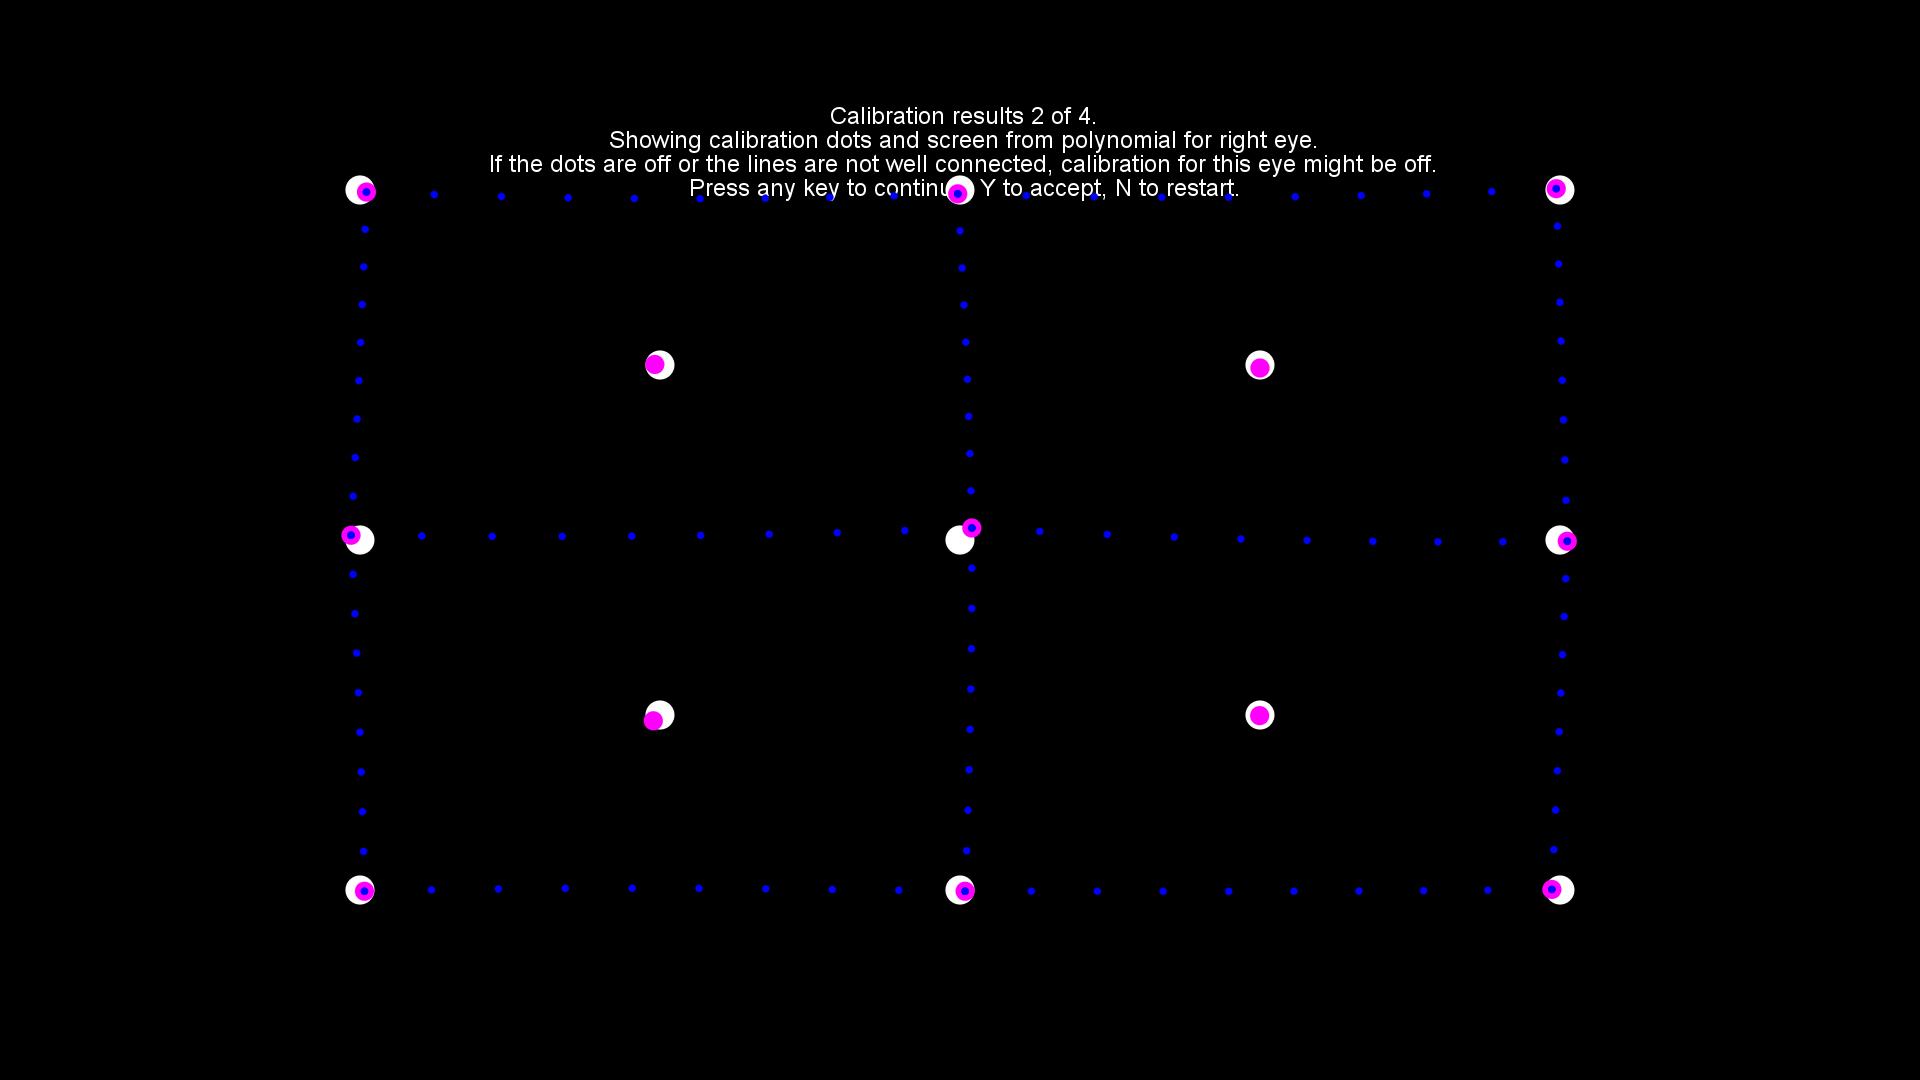 Calibration results 2 of 4.
Showing calibration dots and screen from polynomial for right eye.
If the dots are off or the lines are not well connected, calibration for this eye might be off.
Press any key to continu Y to accept, N to restart.